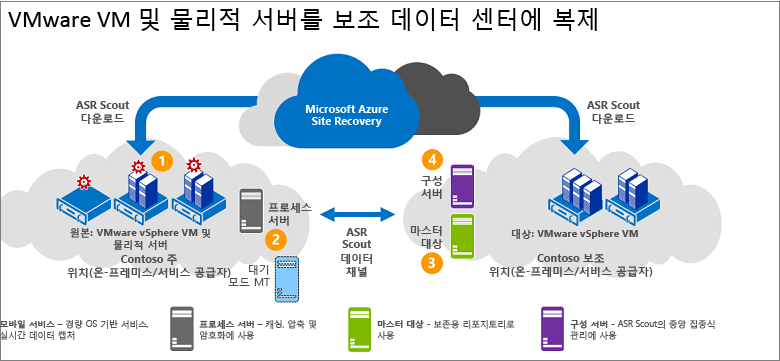 VMware VM 및 물리적 서버를 보조 데이터 센터에 복제
ASR Scout
다운로드
Microsoft Azure
Site Recovery
ASR Scout
다운로드
1
원본: VMware vSphere VM 및
물리적 서버
Contoso 주
위치(온-프레미스/서비스 공급자)
프로세스
서버
2
대기
모드 MT
ASR
Scout
데이터
채널
4
구성
서버
마스터
대상
3
대상: VMware vSphere VM
Contoso 보조
위치(온-프레미스/서비스 공급자)
모바일 서비스 – 경량 OS 기반 서비스,
실시간 데이터 캡처
프로세스 서버 – 캐싱, 압축 및
암호화에 사용
마스터 대상 - 보존용 리포지토리로
사용
구성 서버 - ASR Scout의 중앙 집중식
관리에 사용